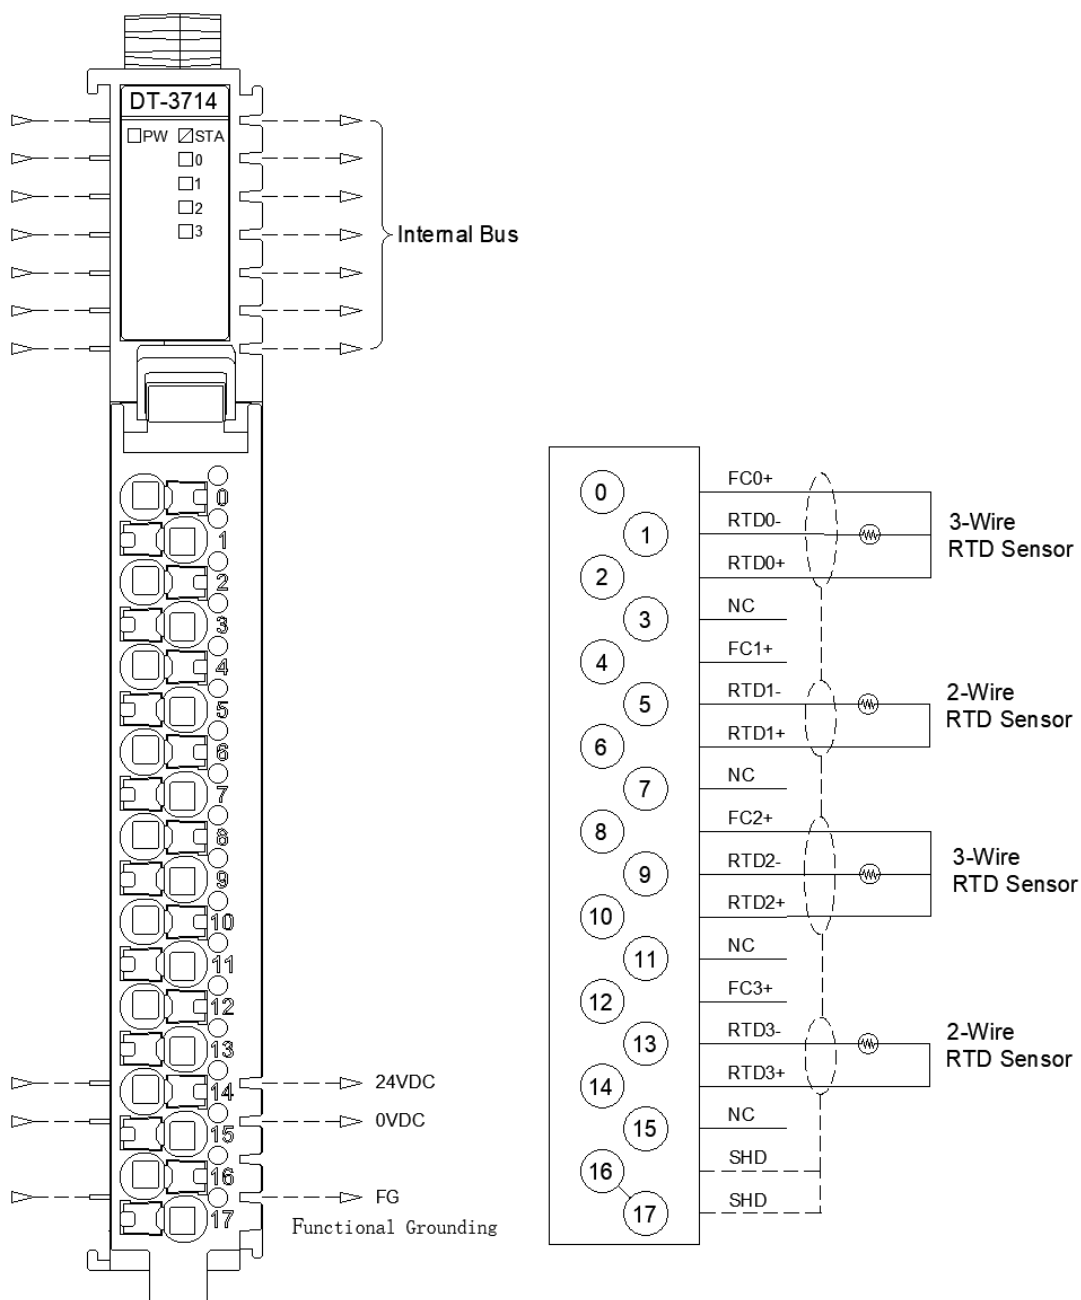 DT-3714
PW STA
0
1
2
3
Internal Bus
0
1
2
3
4
5
6
7
8
9
10
11
12
13
14
15
16
17
24VDC
0VDC
FG
Functional Grounding
0
1
2
3
4
5
6
7
8
9
10
11
12
13
14
15
16
17
FC0+
RTD0-
RTD0+
NC
FC1+
RTD1-
RTD1+
NC
FC2+
RTD2-
RTD2+
NC
FC3+
RTD3-
RTD3+
NC
SHD
SHD
3-Wire
RTD Sensor
2-Wire
RTD Sensor
3-Wire
RTD Sensor
2-Wire
RTD Sensor